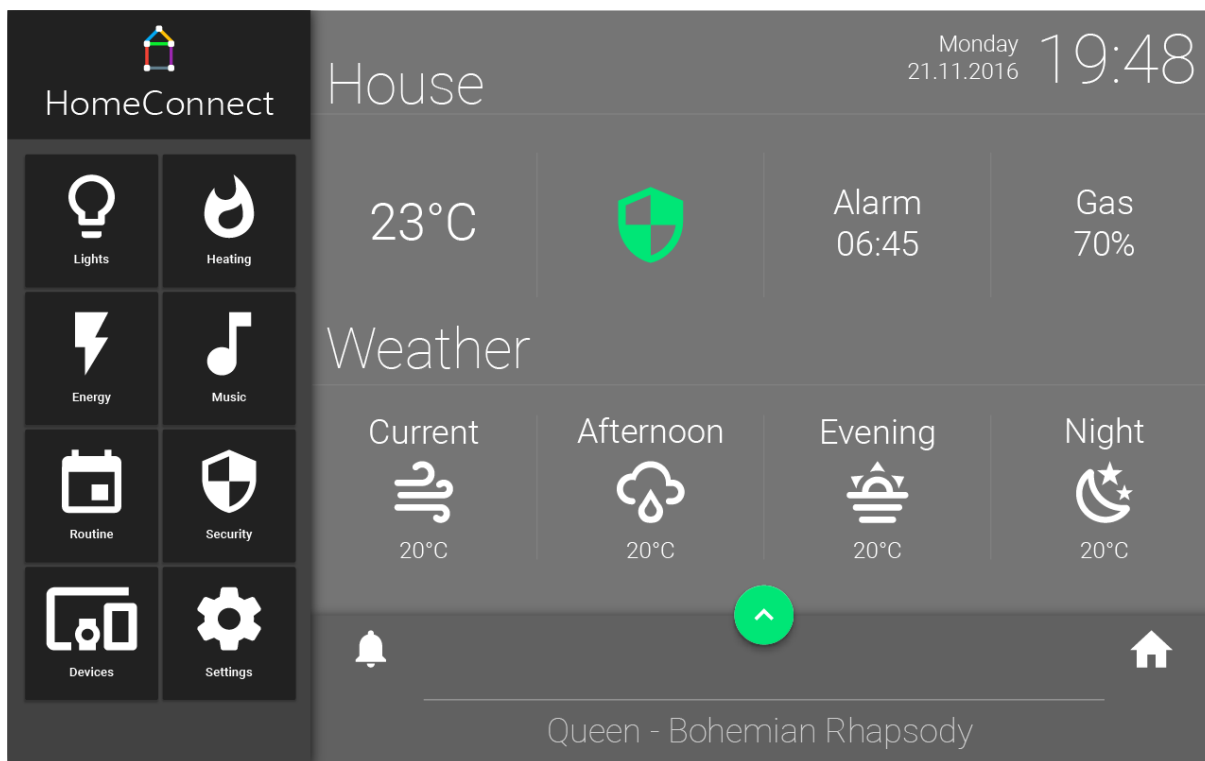 HomeConnect
Lights
Heating
Energy
Music
Routine
Security
Devices
Settings
House
Monday
21.11.2016
19:48
23°C
Alarm
06:45
Gas
70%
Weather
Current
20°C
Afternoon
20°C
Evening
20°C
Night
20°C
Queen - Bohemian Rhapsody